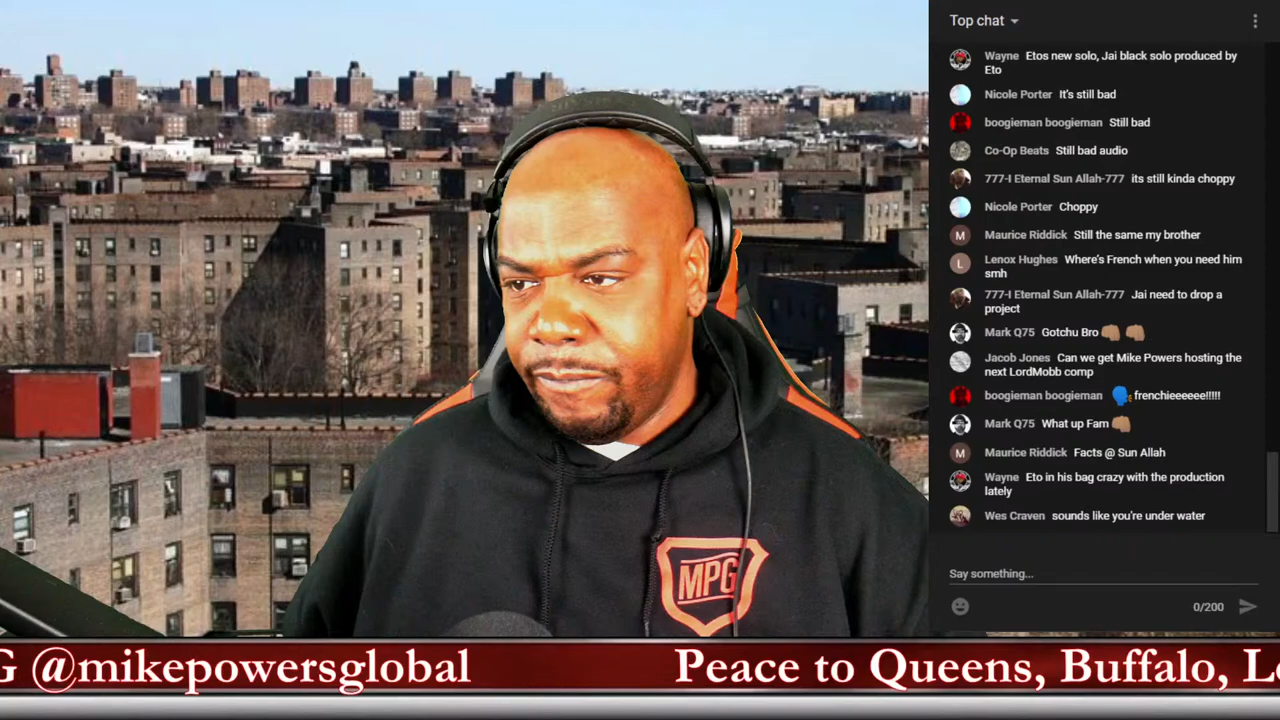 Top chat
Wayne Etos new solo, Jai black solo produced by
Eto
Nicole Porter It's still bad
boogieman boogieman Still bad
Co-Op Beats Still bad audio
777-I Eternal Sun Allah-777 its still kinda choppy
Nicole Porter Choppy
M Maurice Riddick Still the same my brother
L Lenox Hughes Where's French when you need him
smh
777-I Eternal Sun Allah-777 Jai need to drop a
project
Mark Q75 Gotchu Bro
Jacob Jones Can we get Mike Powers hosting the
next LordMobb comp
boogieman boogieman frenchieeeeee!!!!!
Mark Q75 What up Fam
M Maurice Riddick Facts @ Sun Allah
Wayne Eto in his bag crazy with the production
lately
Wes Craven sounds like you're under water
Say something...
0/200
MPG
G @mikepowersglobal Peace to Queens, Buffalo, L